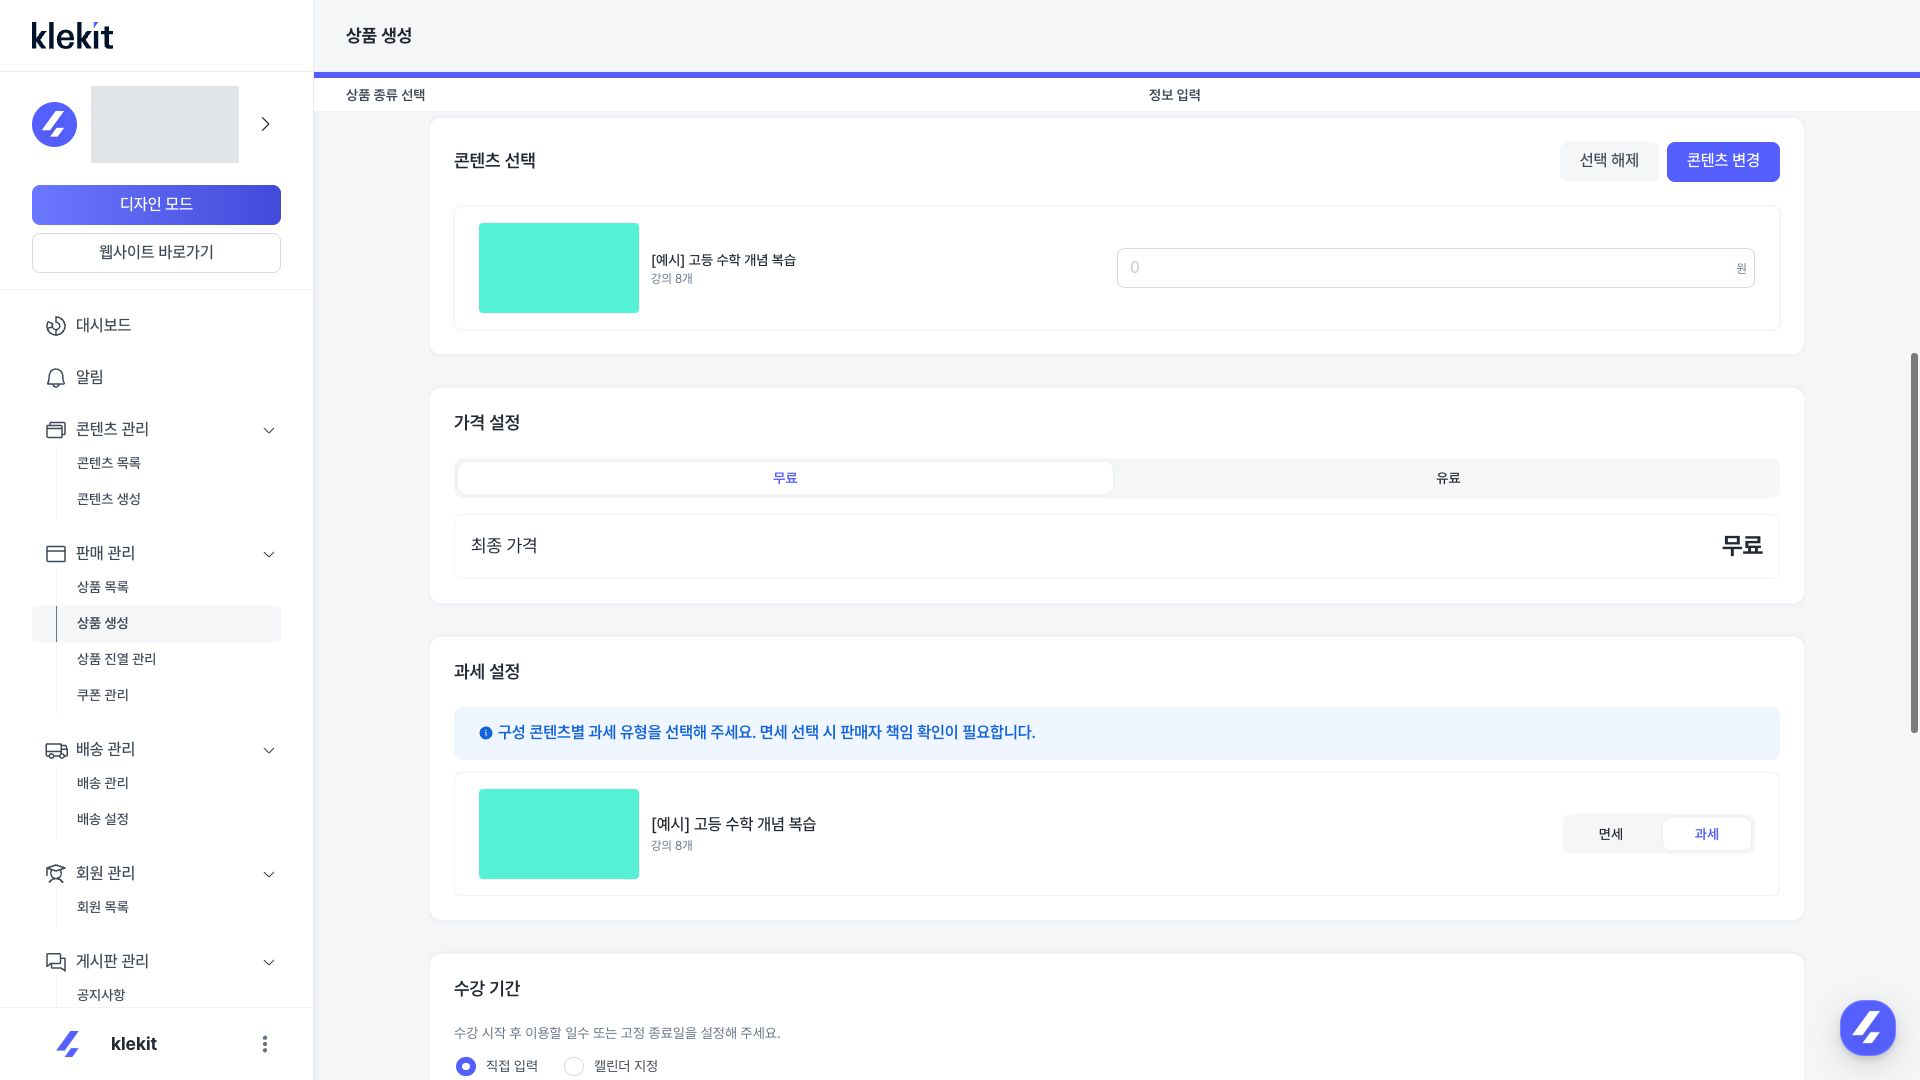 klekit
디자인 모드
웹사이트 바로가기
대시보드
알림
콘텐츠 관리
콘텐츠 목록
콘텐츠 생성
판매 관리
상품 목록
상품 생성
상품 진열 관리
쿠폰 관리
배송 관리
배송 관리
배송 설정
회원 관리
회원 목록
게시판 관리
공지사항
klekit
상품 생성
상품 종류 선택
정보 입력
콘텐츠 선택
선택 해제
콘텐츠 변경
[예시] 고등 수학 개념 복습
강의 8개
0
원
가격 설정
무료
유료
최종 가격
무료
과세 설정
구성 콘텐츠별 과세 유형을 선택해 주세요. 면세 선택 시 판매자 책임 확인이 필요합니다.
[예시] 고등 수학 개념 복습
강의 8개
면세
과세
수강 기간
수강 시작 후 이용할 일수 또는 고정 종료일을 설정해 주세요.
직접 입력
캘린더 지정